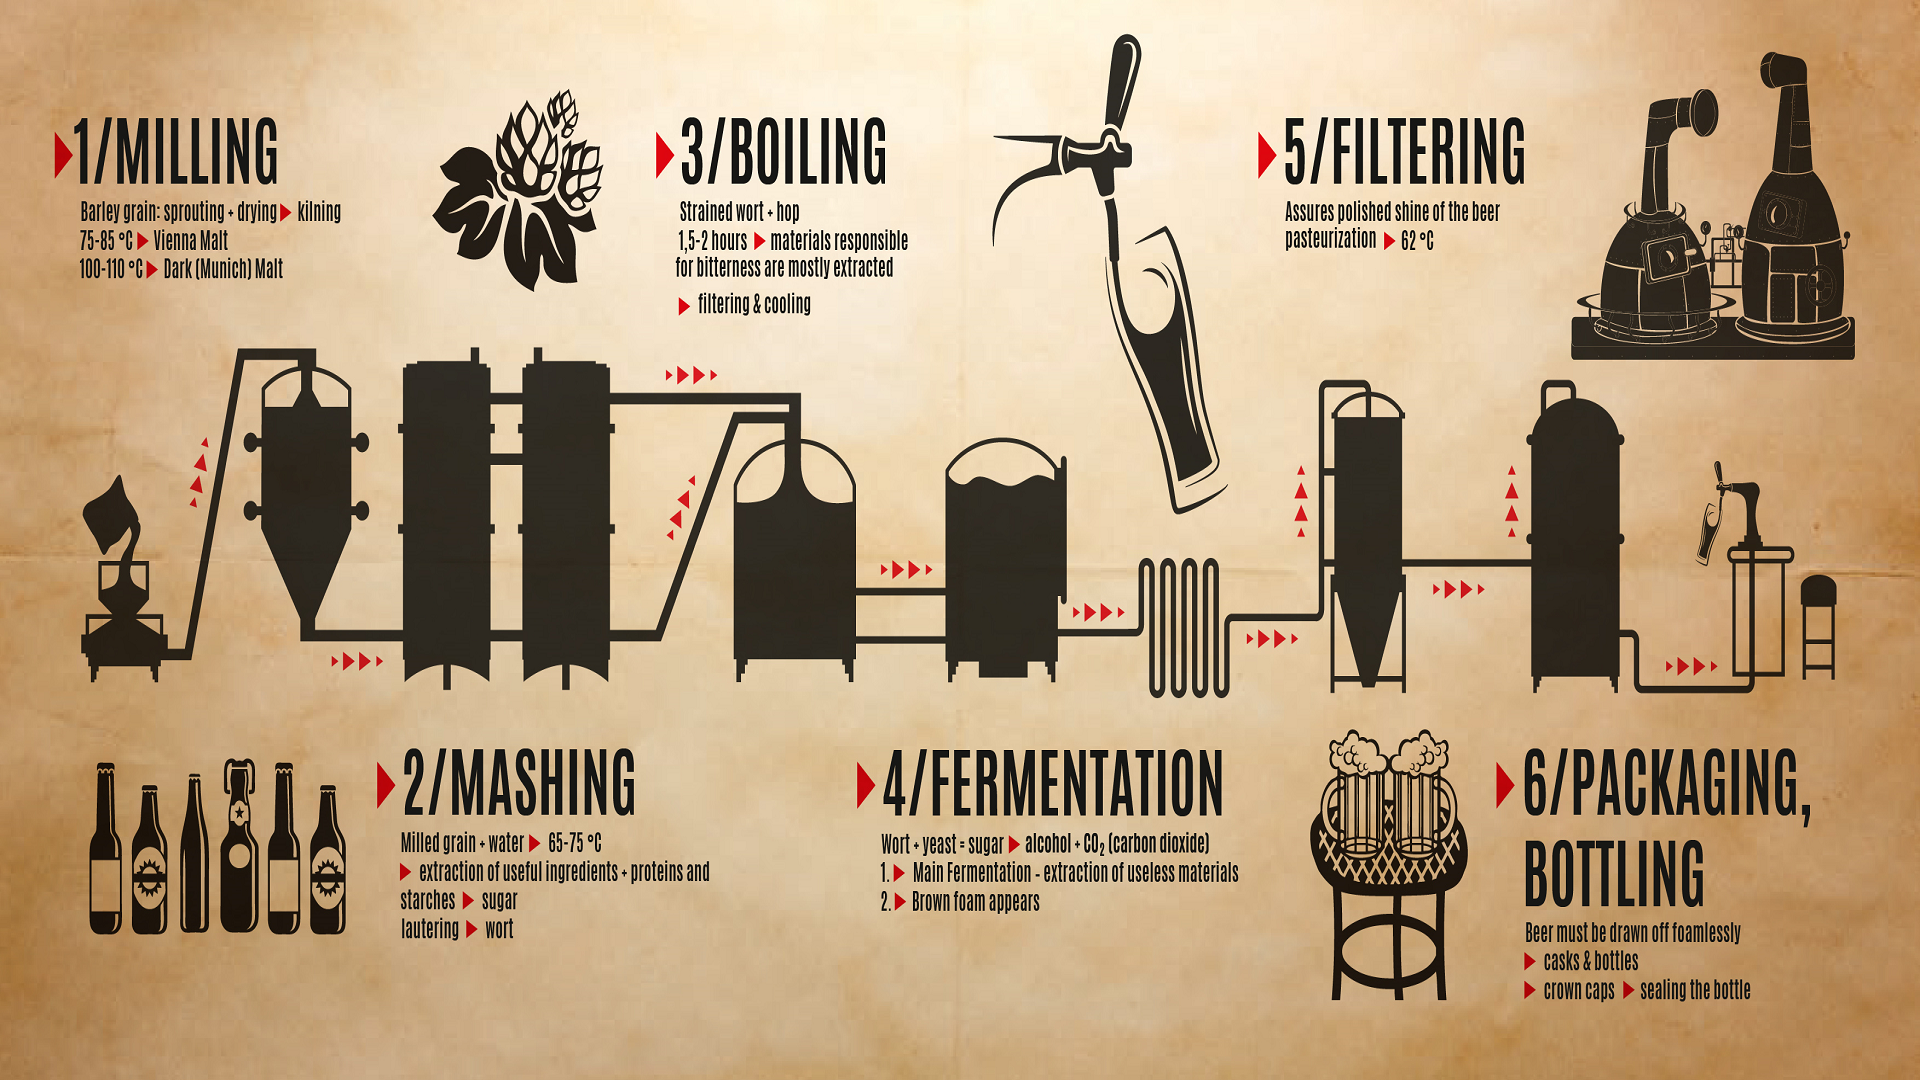 1/MILLING
Barley grain: sprouting + drying kilning
75-85 °C Vienna Malt
100-110 °C Dark (Munich) Malt
3/BOILING
Strained wort + hop
1,5-2 hours materials responsible
for bitterness are mostly extracted
filtering & cooling
5/FILTERING
Assures polished shine of the beer
pasteurization 62 °C
2/MASHING
Milled grain + water 65-75 °C
extraction of useful ingredients + proteins and
starches sugar
lautering wort
4/FERMENTATION
Wort + yeast = sugar alcohol + CO₂ (carbon dioxide)
1. Main Fermentation - extraction of useless materials
2. Brown foam appears
6/PACKAGING,
BOTTLING
Beer must be drawn off foamlessly
casks & bottles
crown caps sealing the bottle